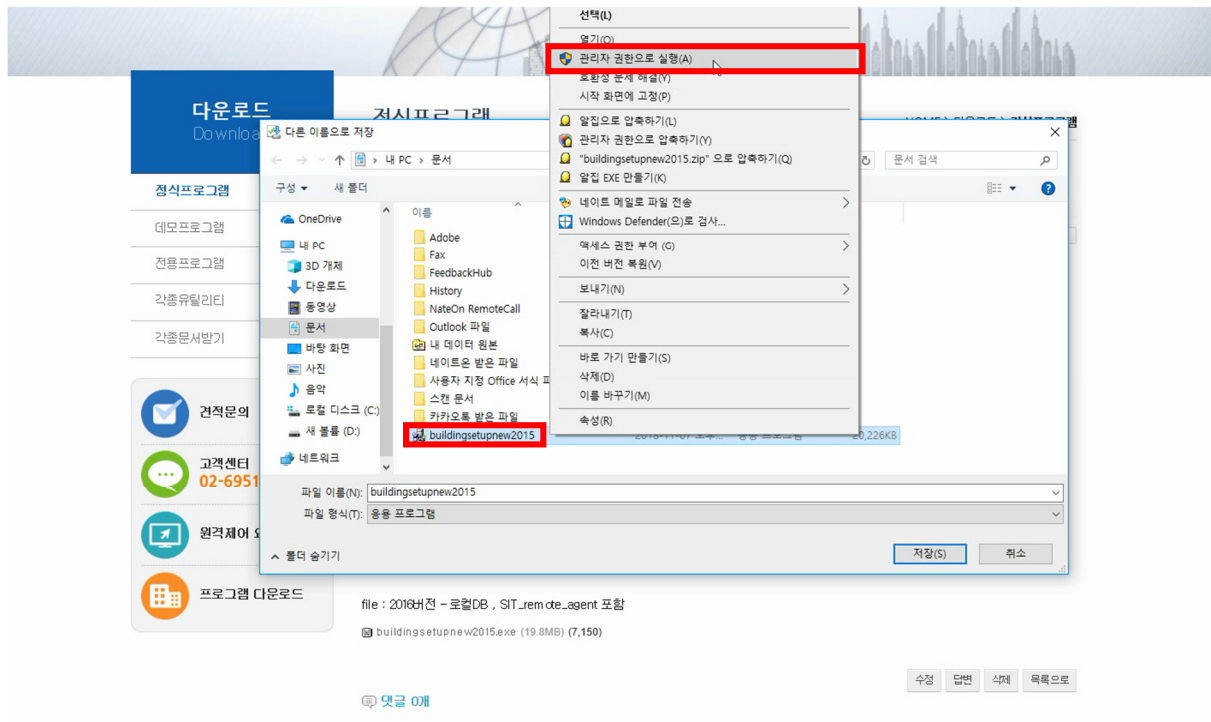 선택(L)
열기(O)
관리자 권한으로 실행(A)
호환성 문제 해결(Y)
시작 화면에 고정(P)
알집으로 압축하기(L)
관리자 권한으로 압축하기(Y)
"buildingsetupnew2015.zip" 으로 압축하기(Q)
알집 EXE 만들기(K)
네이트 메일로 파일 전송
Windows Defender(으)로 검사...
액세스 권한 부여 (G)
이전 버전 복원(V)
보내기(N)
잘라내기(T)
복사(C)
바로 가기 만들기(S)
삭제(D)
이름 바꾸기(M)
속성(R)
다운로드
정식프로그램
HOME > 다운로드 > 정식프로그램
다른 이름으로 저장
내 PC > 문서
문서 검색
구성
새 폴더
OneDrive
내 PC
3D 개체
다운로드
동영상
문서
바탕 화면
사진
음악
로컬 디스크 (C:)
새 볼륨 (D:)
네트워크
이름
Adobe
Fax
FeedbackHub
History
NateOn RemoteCall
Outlook 파일
내 데이터 원본
네이트온 받은 파일
사용자 지정 Office 서식
스캔 문서
카카오톡 받은 파일
buildingsetupnew2015
20,226KB
파일 이름(N): buildingsetupnew2015
파일 형식(T): 응용 프로그램
폴더 숨기기
저장(S)
취소
정식프로그램
데모프로그램
전용프로그램
각종유틸리티
각종문서받기
견적문의
고객센터
02-6951
원격제어
프로그램 다운로드
file : 2016버전 - 로컬DB , SIT_remote_agent 포함
buildingsetupnew2015.exe (19.8MB) (7,150)
수정
답변
삭제
목록으로
댓글 0개